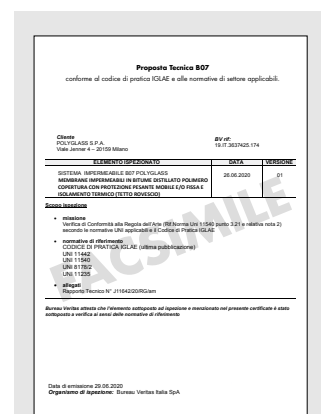 Proposta Tecnica B07
conforme al codice di pratica IGLAE e alle normative di settore applicabili.
Cliente
POLYGLASS S.P.A.
Viale Jenner 4 – 20159 Milano
BV rif:
19.IT.3637425.174
ELEMENTO ISPEZIONATO DATA VERSIONE
SISTEMA IMPERMEABILE B07 POLYGLASS 26.06.2020 01
MEMBRANE IMPERMEABILI IN BITUME DISTILLATO POLIMERO
COPERTURA CON PROTEZIONE PESANTE MOBILE E/O FISSA E
ISOLAMENTO TERMICO (TETTO ROVESCIO)
Scopo ispezione
• missione
Verifica di Conformità alla Regola dell'Arte (Rif.Norma Uni 11540 punto 3.21 e relativa nota 2)
secondo le normative UNI applicabili e il Codice di Pratica IGLAE
• normative di riferimento
CODICE DI PRATICA IGLAE (ultima pubblicazione)
UNI 11442
UNI 11540
UNI 8178/2
UNI 11235
• allegati
Rapporto Tecnico N° J11642/20/RG/am
FACSIMILE
Bureau Veritas attesta che l'elemento sottoposto ad ispezione e menzionato nel presente certificato è stato
sottoposto a verifica ai sensi delle normative di riferimento
Data di emissione 29.06.2020
Organismo di ispezione: Bureau Veritas Italia SpA